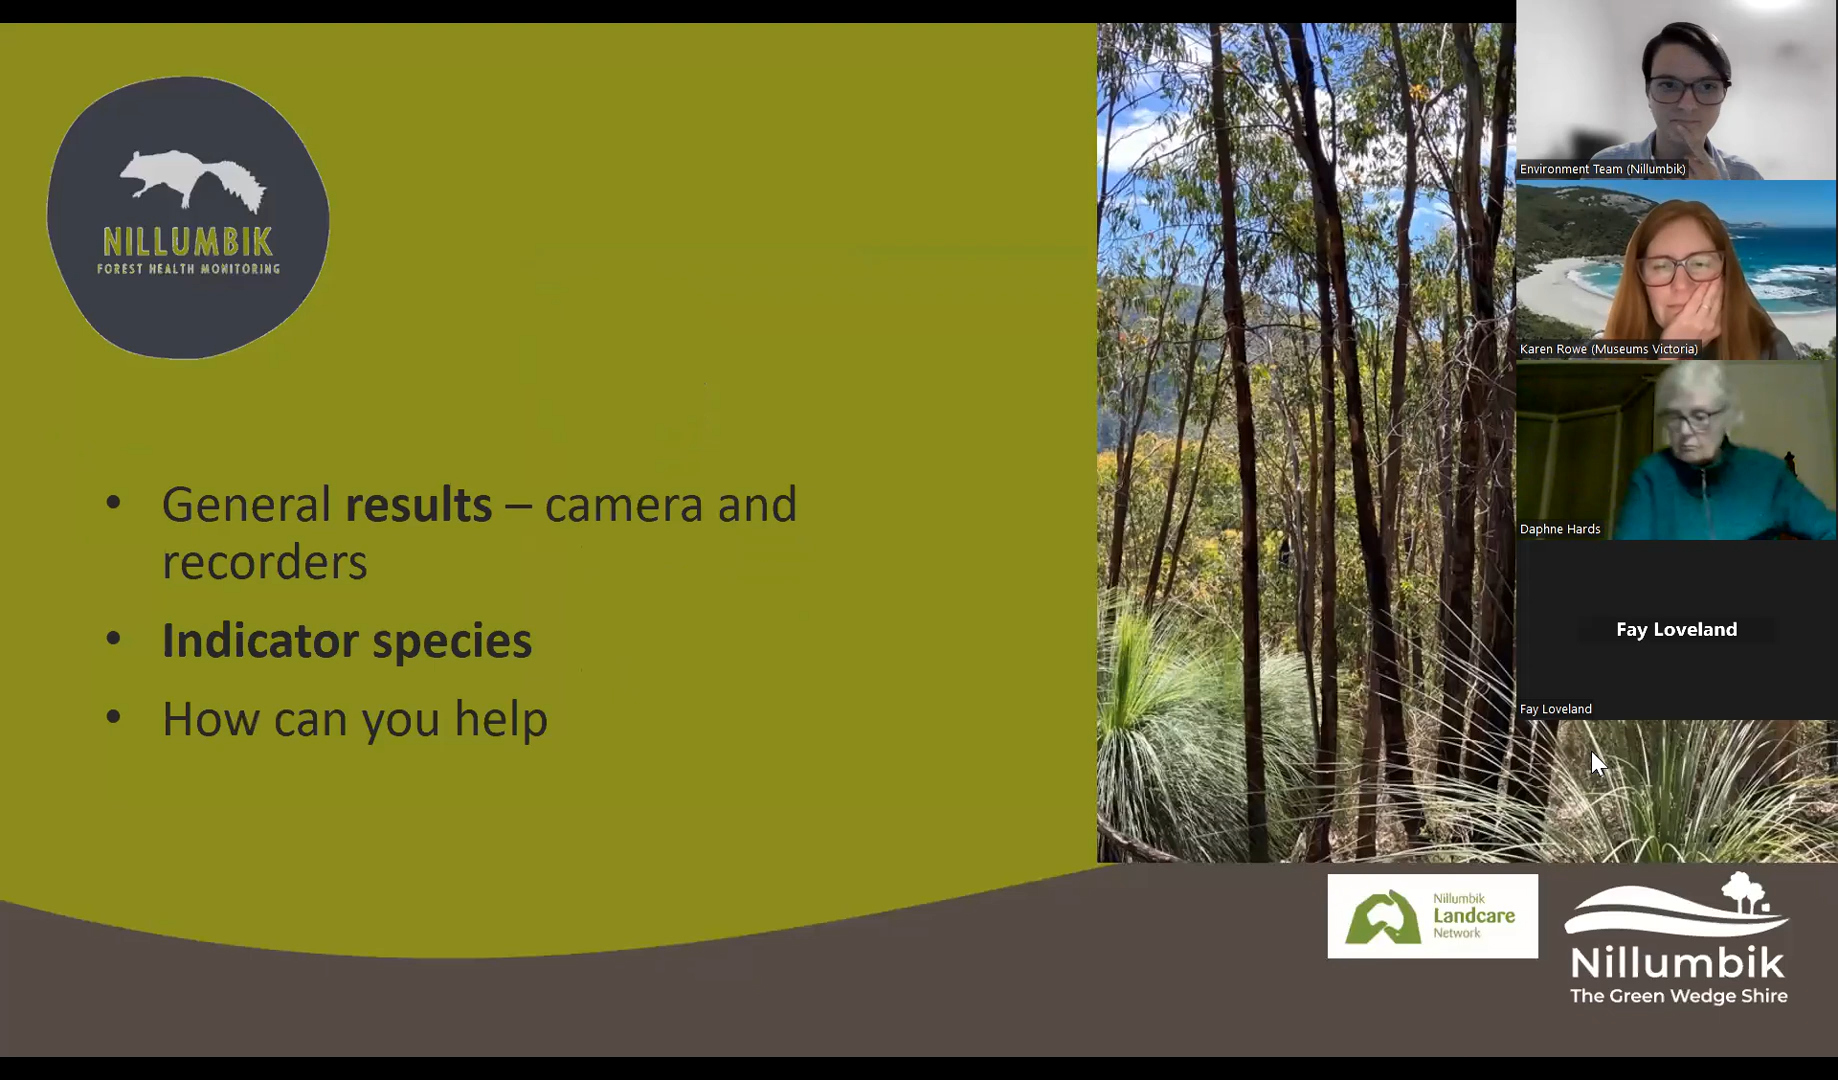 NILLUMBIK
FOREST HEALTH MONITORING
• General results – camera and
recorders
• Indicator species
• How can you help
Environment Team (Nillumbik)
Karen Rowe (Museums Victoria)
Daphne Hards
Fay Loveland
Fay Loveland
Nillumbik
Landcare
Network
Nillumbik
The Green Wedge Shire